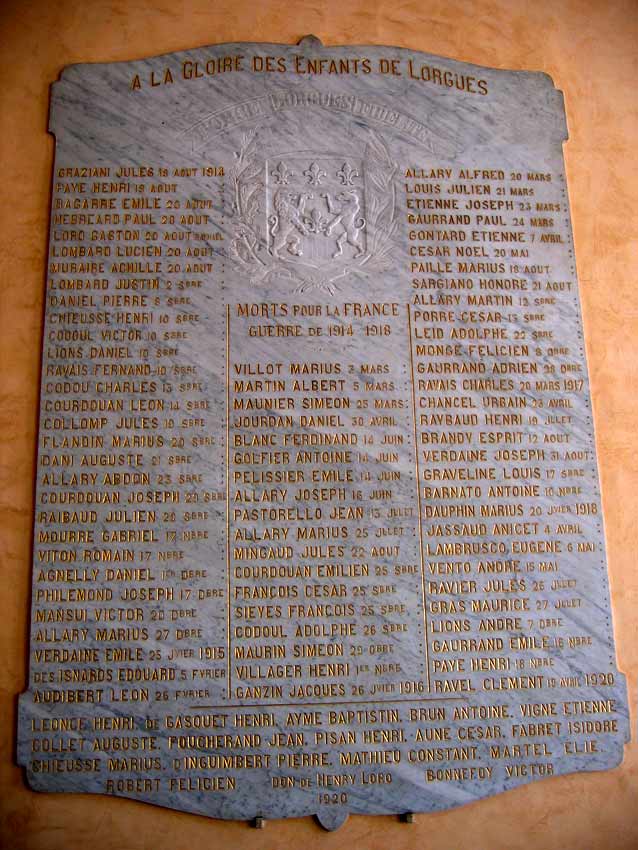 A LA GLOIRE DES ENFANTS DE LORGUES
GRAZIANI JULES 18 AOUT 1914
PAYE HENRI 19 AOUT
BAGARRE EMILE 20 AOUT
HEBREARD PAUL 20 AOUT
LORO GASTON 20 AOUT
LOMBARD LUCIEN 20 AOUT
MURAIRE ACHILLE 20 AOUT
LOMBARD JUSTIN 2 SBRE
DANIEL PIERRE SBRE
CHIEUSSE HENRI 10 SBRE
CODOUL VICTOR 10 SBRE
LIONS DANIEL 10 SBRE
RAVAIS FERNAND 10 SBRE
CODOU CHARLES 13 SBRE
COURDOUAN LEON 14 SBRE
COLLOMP JULES SBRE
FLANDIN MARIUS 20 SBRE
DANI AUGUSTE 21 SBRE
ALLARY ABDON 23 SBRE
COURDOUAN JOSEPH 28 SBRE
RAIBAUD JULIEN 28 SBRE
MOURRE GABRIEL 17 NBRE
VITON ROMAIN 17 NBRE
AGNELLY DANIEL 1ER DBRE
PHILEMOND JOSEPH 17 DBRE
MANSUI VICTOR 20 DBRE
ALLARY MARIUS 27 DBRE
VERDAINE EMILE 25 JVIER 1915
DES ISNARDS EDOUARD 5 FVRIER
AUDIBERT LEON 26 FVRIER
MORTS POUR LA FRANCE
GUERRE DE 1914 1918
VILLOT MARIUS 3 MARS
MARTIN ALBERT 5 MARS
MAUNIER SIMEON 25 MARS
JOURDAN DANIEL 30 AVRIL
BLANC FERDINAND 14 JUIN
GOLFIER ANTOINE 14 JUIN
PELISSIER EMILE 14 JUIN
ALLARY JOSEPH 16 JUIN
PASTORELLO JEAN 13 JLLET
ALLARY MARIUS 25 JLLET
MINGAUD JULES 22 AOUT
COURDOUAN EMILIEN 25 SBRE
FRANCOIS CESAR 25 SBRE
SIEYES FRANCOIS 25 SBRE
CODOUL ADOLPHE 26 SBRE
MAURIN SIMEON 29 OBRE
VILLAGER HENRI 1ER NBRE
GANZIN JACQUES 26 JVIER 1916
ALLARY ALFRED 20 MARS
LOUIS JULIEN 21 MARS
ETIENNE JOSEPH 23 MARS
GAURRAND PAUL 24 MARS
GONTARD ETIENNE 7 AVRIL
CESAR NOEL 20 MAI
PAILLE MARIUS 18 AOUT
SARGIANO HONORE 21 AOUT
ALLARY MARTIN 12 SBRE
PORRE CESAR SBRE
LEID ADOLPHE 22 SBRE
MONGE FELICIEN 8 OBRE
GAURRAND ADRIEN 28 OBRE
RAVAIS CHARLES 20 MARS 1917
CHANCEL URBAIN 23 AVRIL
RAYBAUD HENRI 18 JLLET
BRANDY ESPRIT 12 AOUT
VERDAINE JOSEPH 31 AOUT
GRAVELINE LOUIS 17 SBRE
BARNATO ANTOINE 10 NBRE
DAUPHIN MARIUS 20 JVIER 1918
JASSAUD ANICET 4 AVRIL
LAMBRUSCO EUGENE 6 MAI
VENTO ANDRE 15 MAI
RAVIER JULES 26 JLLET
GRAS MAURICE 27 JLLET
LIONS ANDRE 7 OBRE
GAURRAND EMILE 16 NBRE
PAYE HENRI 18 NBRE
RAVEL CLEMENT 10 AVRIL 1920
LEONCE HENRI, DE GASQUET HENRI, AYME BAPTISTIN, BRUN ANTOINE, VIGNE ETIENNE
COLLET AUGUSTE, FOUCHERAND JEAN, PISAN HENRI, AUNE CESAR, FABRET ISIDORE
CHIEUSSE MARIUS, D'INGUIMBERT PIERRE, MATHIEU CONSTANT, MARTEL ELIE,
ROBERT FELICIEN DON DE HENRY LORO BONNEFOY VICTOR
1920